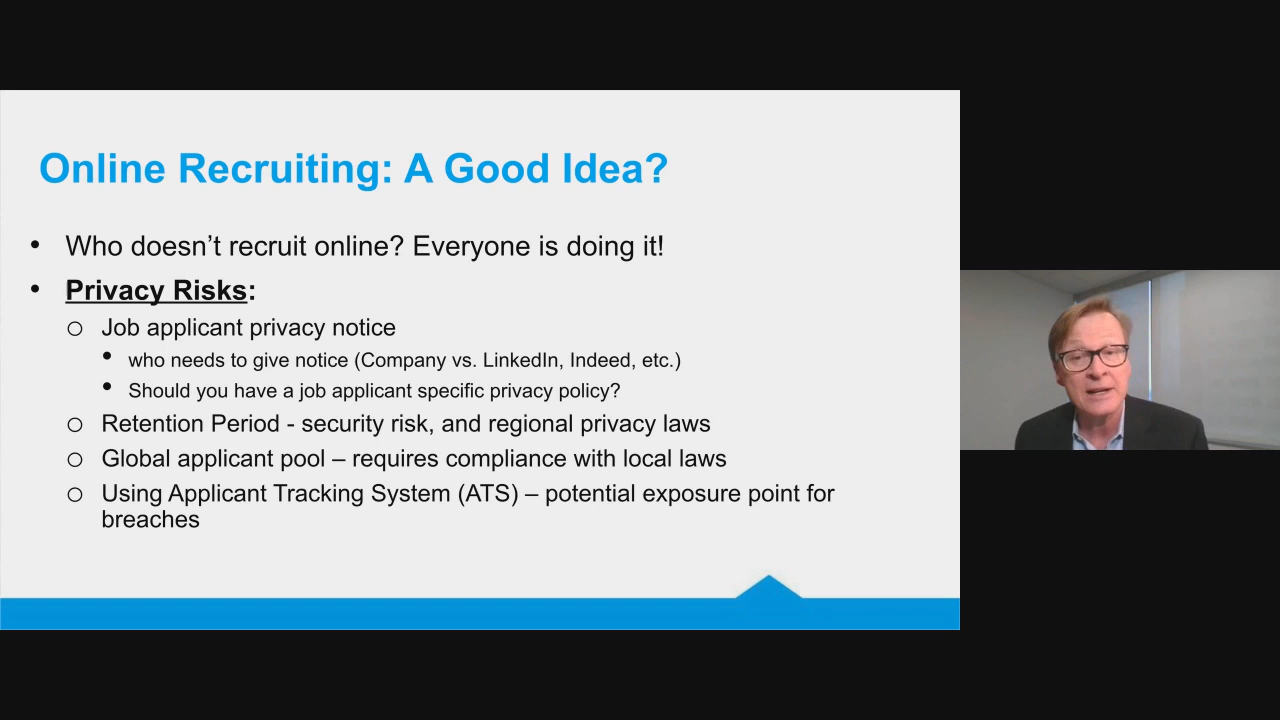 Online Recruiting: A Good Idea?
• Who doesn’t recruit online? Everyone is doing it!
• Privacy Risks:
o Job applicant privacy notice
• who needs to give notice (Company vs. LinkedIn, Indeed, etc.)
• Should you have a job applicant specific privacy policy?
o Retention Period - security risk, and regional privacy laws
o Global applicant pool – requires compliance with local laws
o Using Applicant Tracking System (ATS) – potential exposure point for
breaches